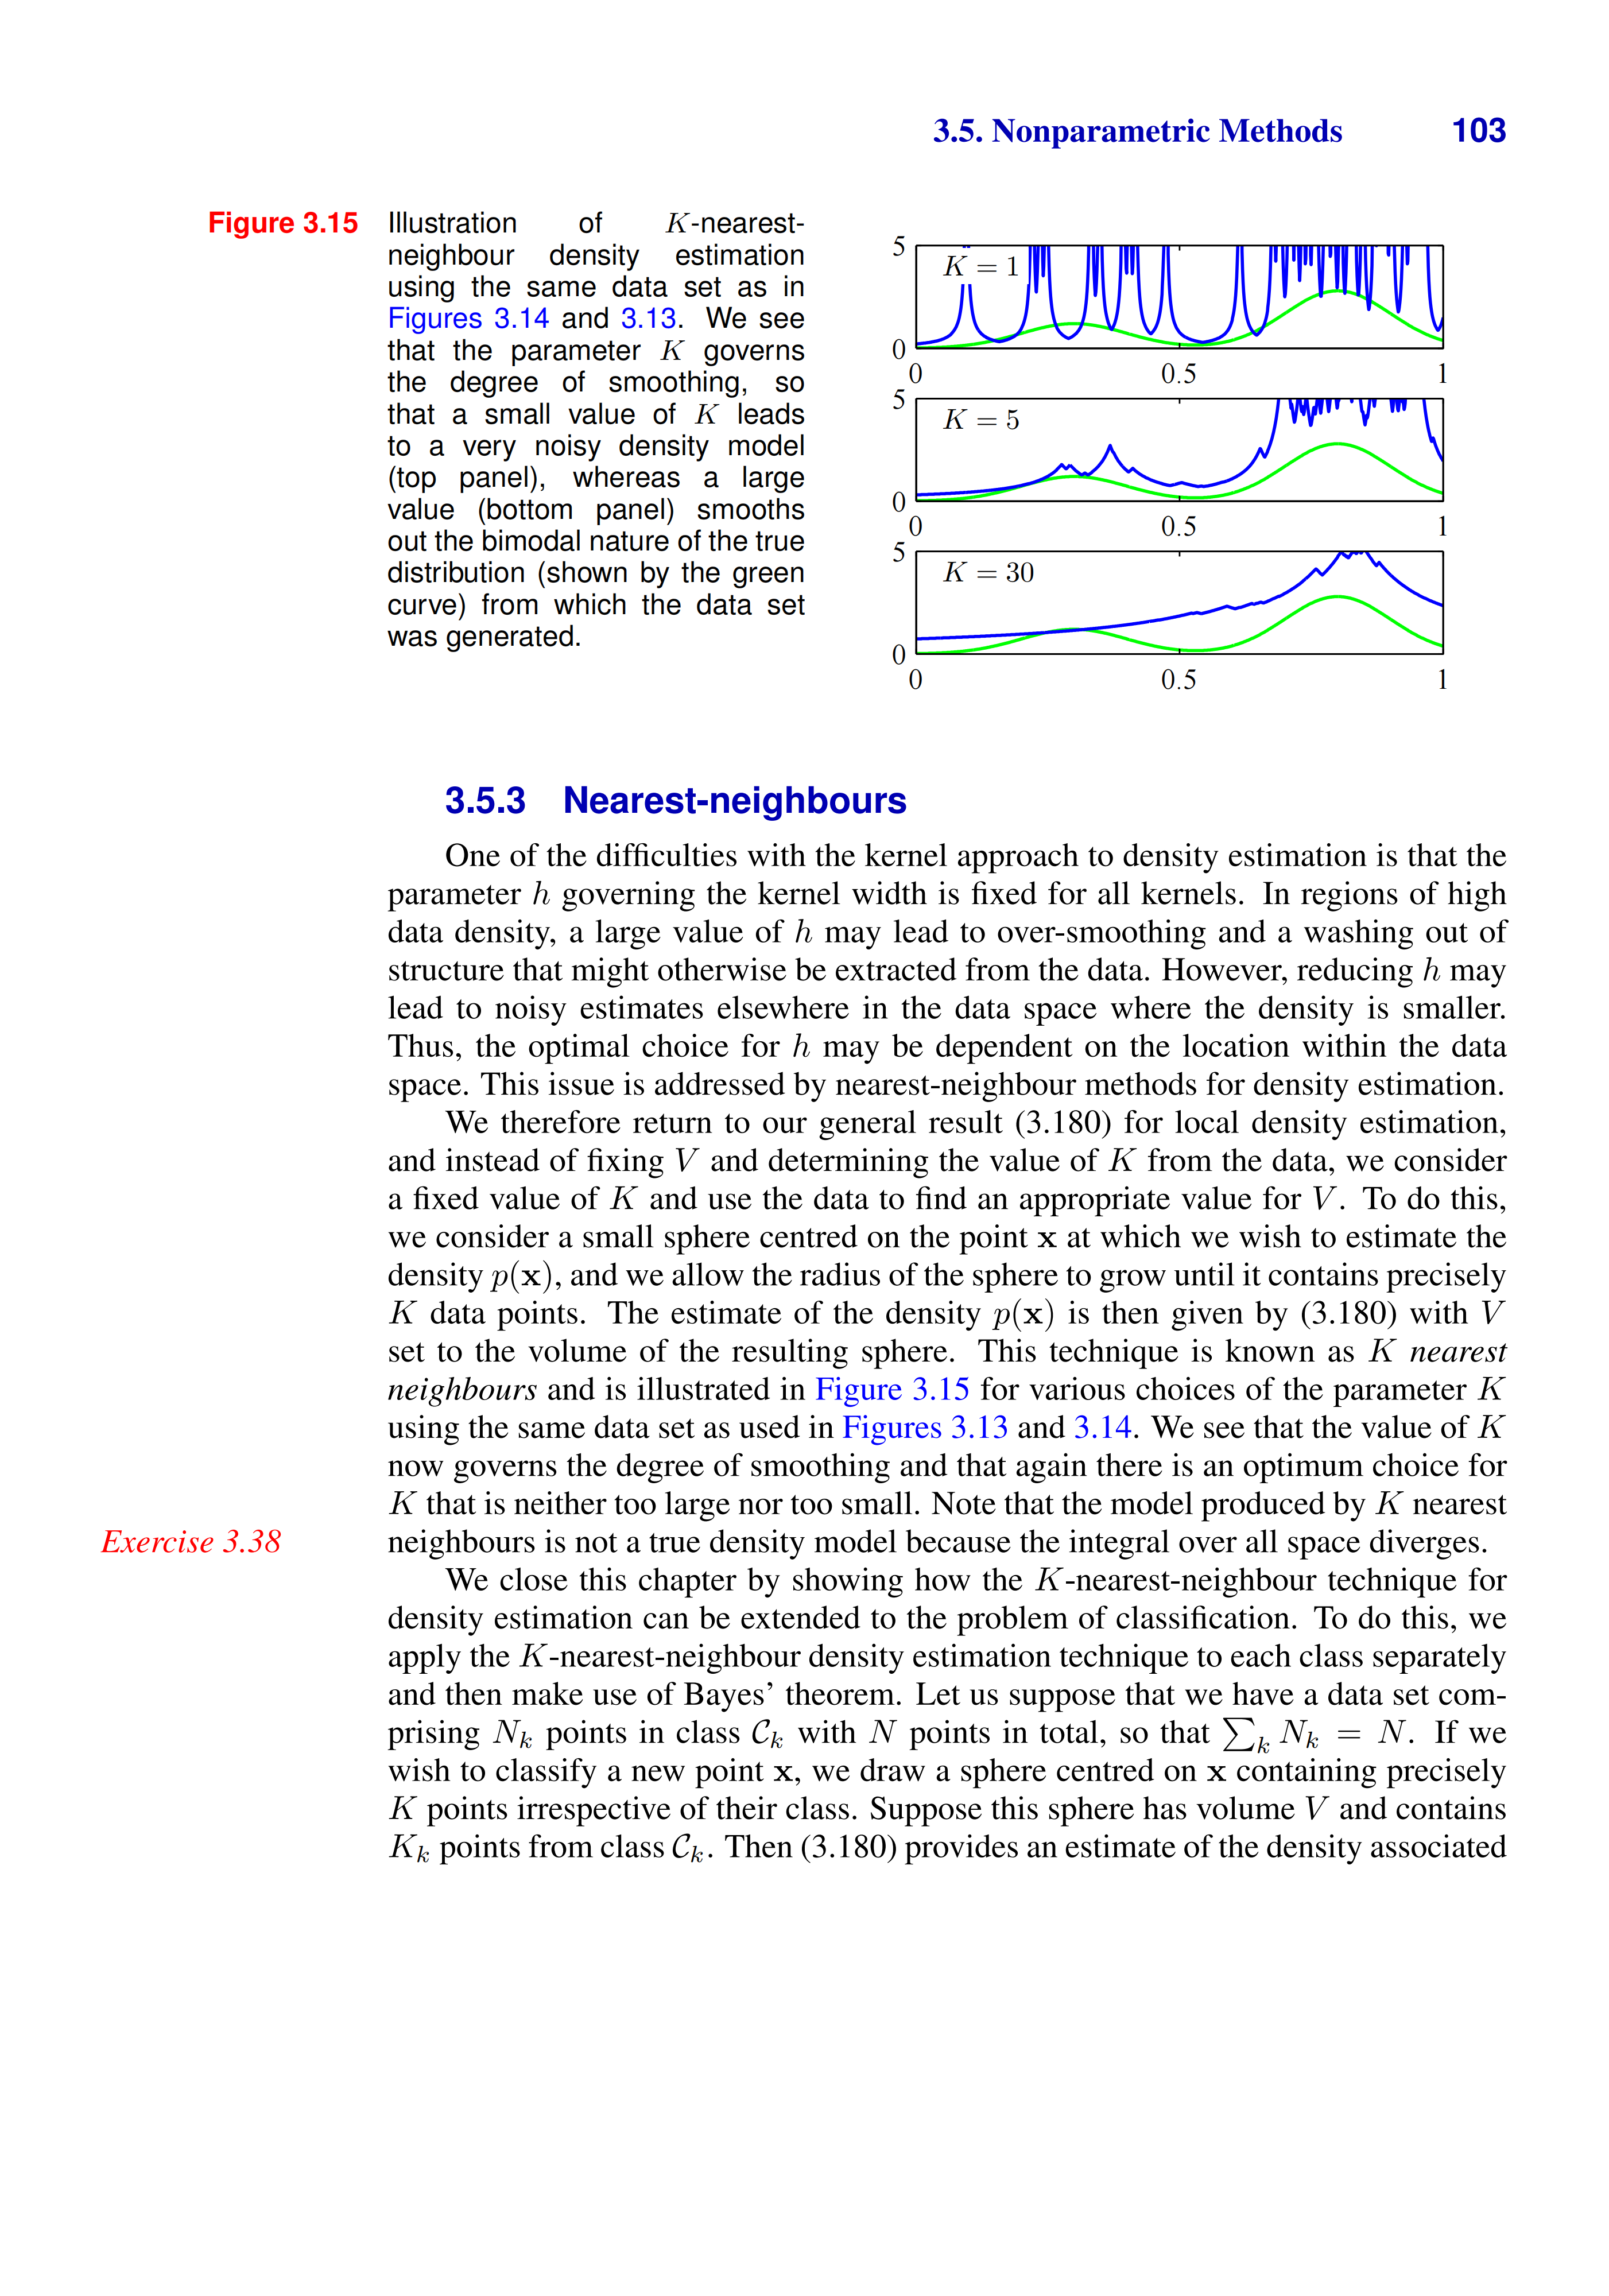 3.5. Nonparametric Methods 103
Figure 3.15 Illustration of K-nearest-
neighbour density estimation
using the same data set as in
Figures 3.14 and 3.13. We see
that the parameter K governs
the degree of smoothing, so
that a small value of K leads
to a very noisy density model
(top panel), whereas a large
value (bottom panel) smooths
out the bimodal nature of the true
distribution (shown by the green
curve) from which the data set
was generated.
5
K = 1
0
0 0.5 1
5
K = 5
0
0 0.5 1
5
K = 30
0
0 0.5 1
3.5.3 Nearest-neighbours
One of the difficulties with the kernel approach to density estimation is that the
parameter h governing the kernel width is fixed for all kernels. In regions of high
data density, a large value of h may lead to over-smoothing and a washing out of
structure that might otherwise be extracted from the data. However, reducing h may
lead to noisy estimates elsewhere in the data space where the density is smaller.
Thus, the optimal choice for h may be dependent on the location within the data
space. This issue is addressed by nearest-neighbour methods for density estimation.
We therefore return to our general result (3.180) for local density estimation,
and instead of fixing V and determining the value of K from the data, we consider
a fixed value of K and use the data to find an appropriate value for V. To do this,
we consider a small sphere centred on the point x at which we wish to estimate the
density p(x), and we allow the radius of the sphere to grow until it contains precisely
K data points. The estimate of the density p(x) is then given by (3.180) with V
set to the volume of the resulting sphere. This technique is known as K nearest
neighbours and is illustrated in Figure 3.15 for various choices of the parameter K
using the same data set as used in Figures 3.13 and 3.14. We see that the value of K
now governs the degree of smoothing and that again there is an optimum choice for
K that is neither too large nor too small. Note that the model produced by K nearest
Exercise 3.38 neighbours is not a true density model because the integral over all space diverges.
We close this chapter by showing how the K-nearest-neighbour technique for
density estimation can be extended to the problem of classification. To do this, we
apply the K-nearest-neighbour density estimation technique to each class separately
and then make use of Bayes’ theorem. Let us suppose that we have a data set com-
prising Nₖ points in class 𝒞ₖ with N points in total, so that ∑ₖ Nₖ = N. If we
wish to classify a new point x, we draw a sphere centred on x containing precisely
K points irrespective of their class. Suppose this sphere has volume V and contains
Kₖ points from class 𝒞ₖ. Then (3.180) provides an estimate of the density associated